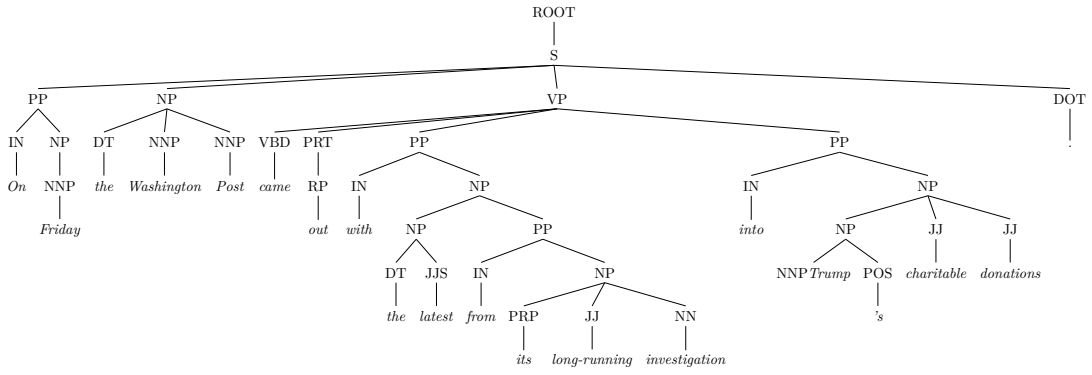 ROOT
S
PP NP VP DOT
IN NP DT NNP NNP VBD PRT PP PP .
On NNP the Washington Post came RP IN NP IN NP
Friday out with NP PP into NP JJ JJ
DT JJS IN NP NNP Trump POS charitable donations
the latest from PRP JJ NN 's
its long-running investigation